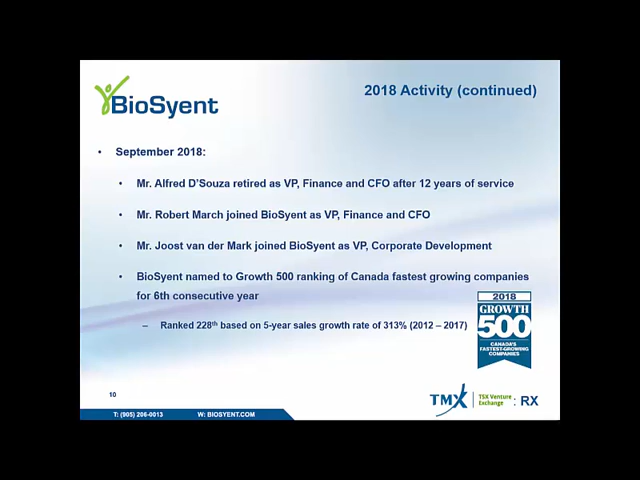 BioSyent
2018 Activity (continued)
• September 2018:
• Mr. Alfred D'Souza retired as VP, Finance and CFO after 12 years of service
• Mr. Robert March joined BioSyent as VP, Finance and CFO
• Mr. Joost van der Mark joined BioSyent as VP, Corporate Development
• BioSyent named to Growth 500 ranking of Canada fastest growing companies
for 6th consecutive year
– Ranked 228th based on 5-year sales growth rate of 313% (2012 – 2017)
2018
GROWTH
500
CANADA'S
FASTEST-GROWING
COMPANIES
10
TMX
TSX Venture
Exchange
: RX
T: (905) 206-0013
W: BIOSYENT.COM